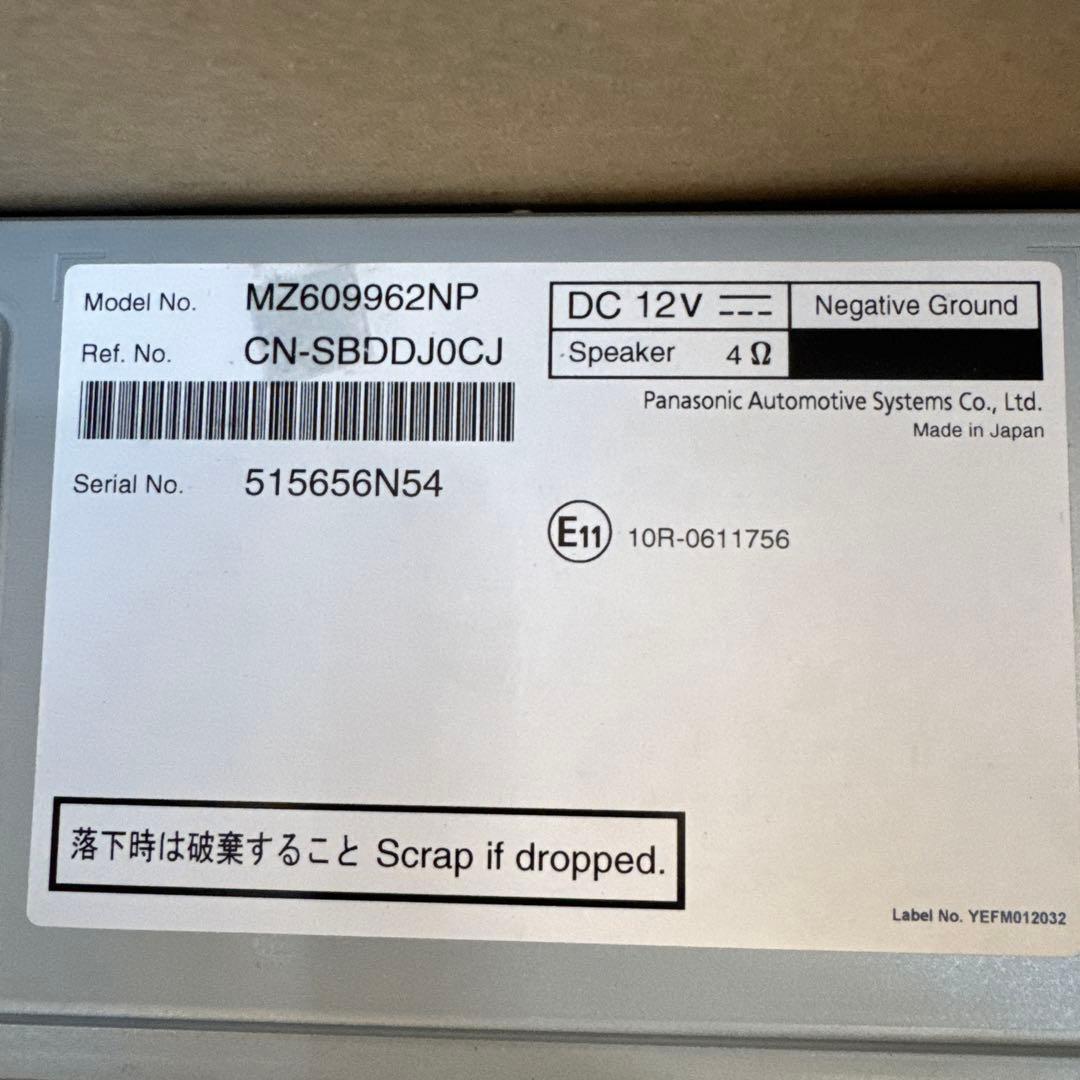 Model No. MZ609962NP
Ref. No. CN-SBDDJ0CJ
Serial No. 515656N54
DC 12V Negative Ground
Speaker 4 Ω
Panasonic Automotive Systems Co., Ltd.
Made in Japan
E11 10R-0611756
落下時は破棄すること Scrap if dropped.
Label No. YEFM012032